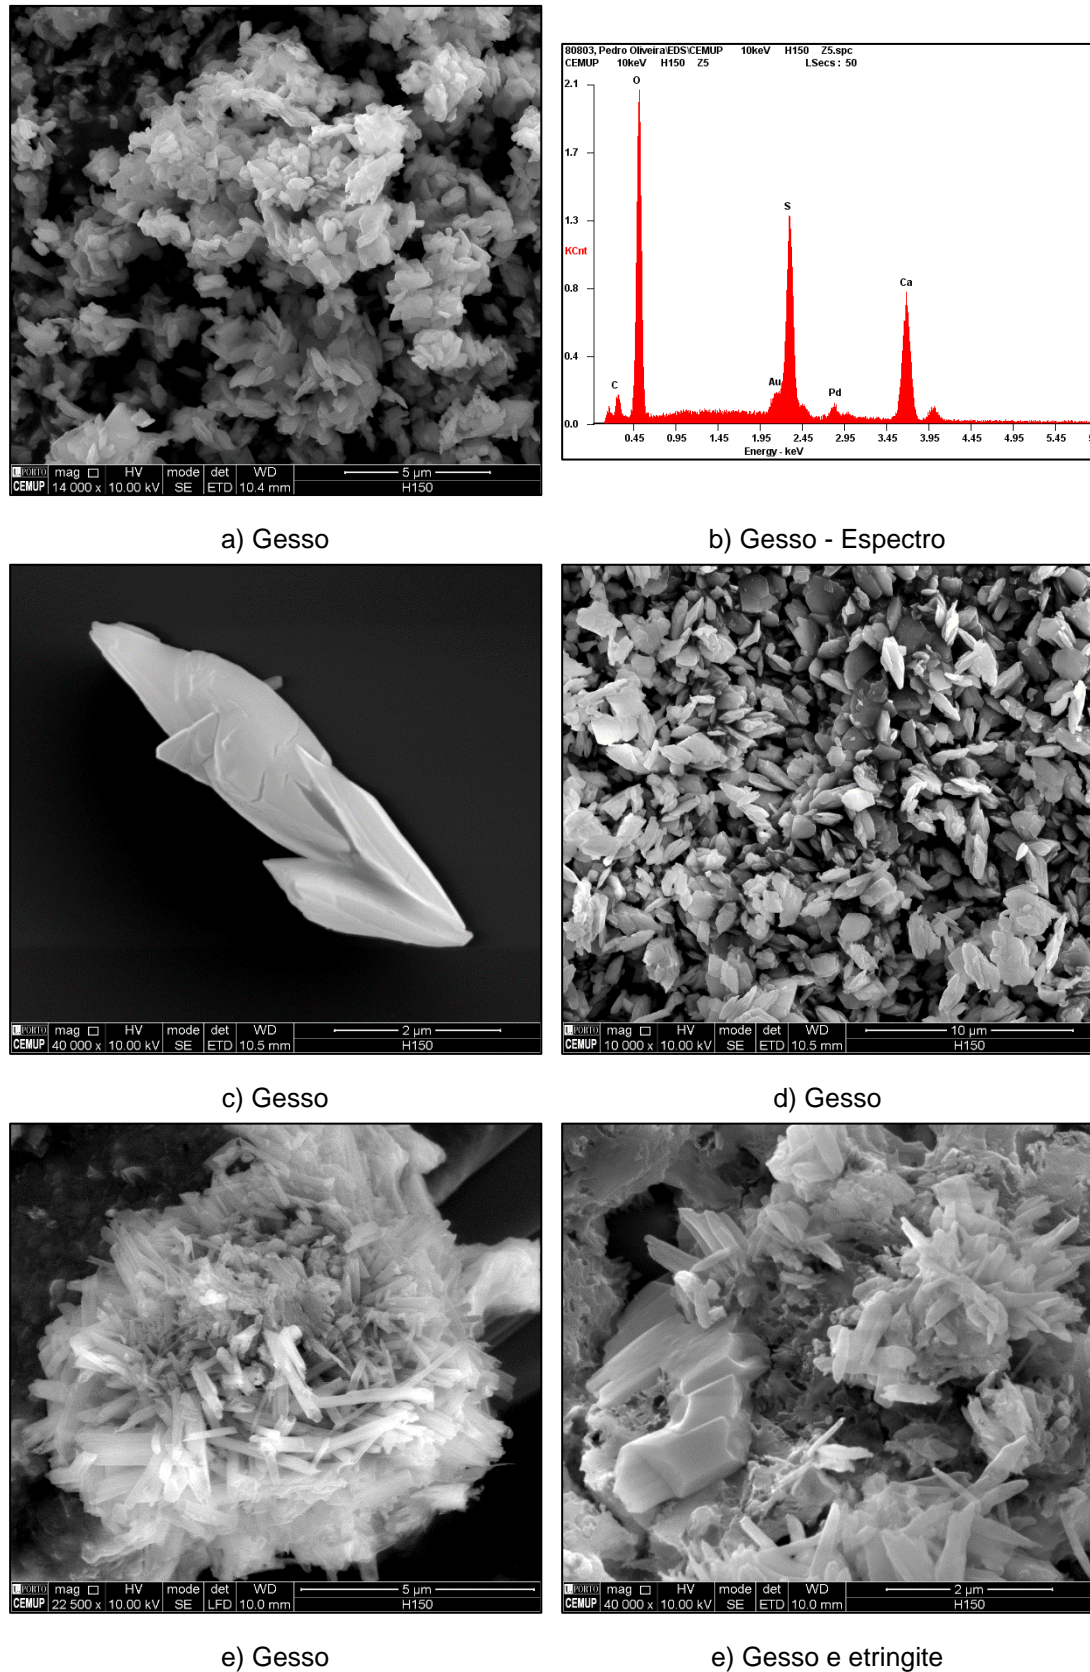 80803, Pedro Oliveira\EDS\CEMUP 10keV H150 Z5.spc
CEMUP 10keV H150 Z5 LSecs : 50
2.1
1.7
1.3
KCnt
0.8
0.4
0.0
O
S
Ca
C
Au
Pd
0.45 0.95 1.45 1.95 2.45 2.95 3.45 3.95 4.45 4.95 5.45
Energy - keV
U.PORTO mag HV mode det WD 5 µm
CEMUP 14 000 x 10.00 kV SE ETD 10.4 mm H150
a) Gesso
b) Gesso - Espectro
U.PORTO mag HV mode det WD 2 µm
CEMUP 40 000 x 10.00 kV SE ETD 10.5 mm H150
U.PORTO mag HV mode det WD 10 µm
CEMUP 10 000 x 10.00 kV SE ETD 10.5 mm H150
c) Gesso
d) Gesso
U.PORTO mag HV mode det WD 5 µm
CEMUP 22 500 x 10.00 kV SE LFD 10.0 mm H150
U.PORTO mag HV mode det WD 2 µm
CEMUP 40 000 x 10.00 kV SE ETD 10.0 mm H150
e) Gesso
e) Gesso e etringite